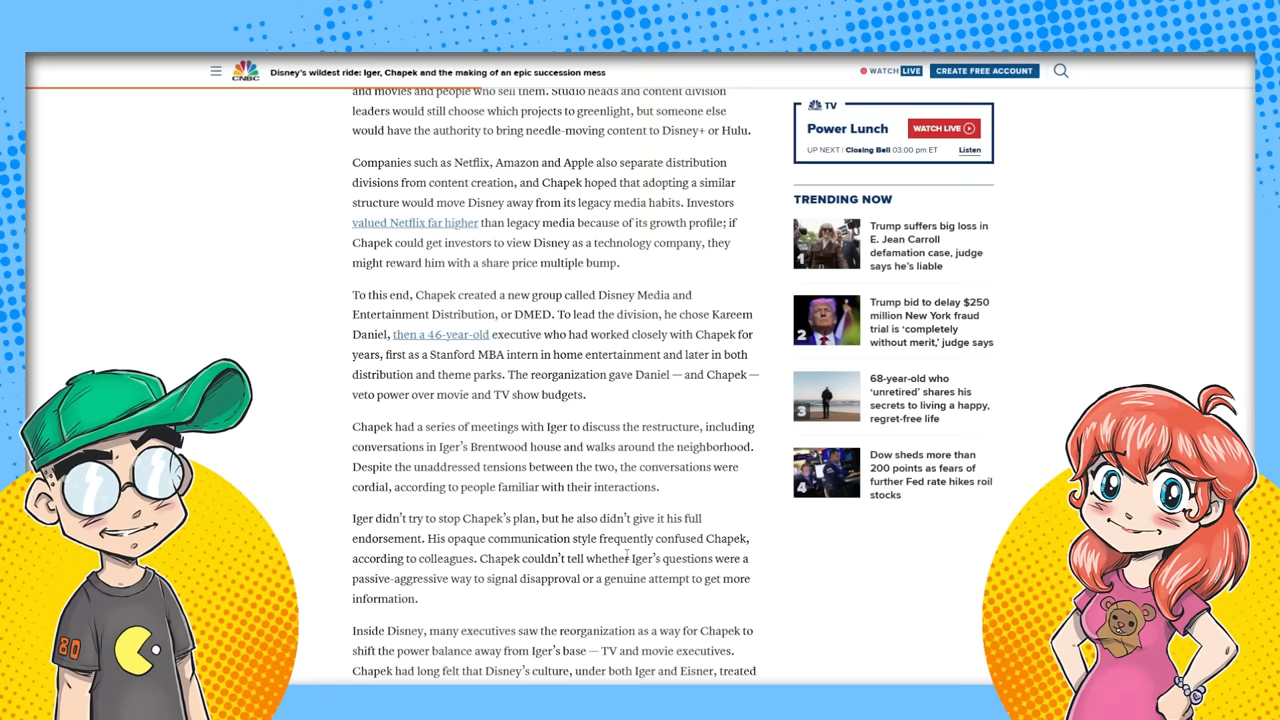 CNBC
Disney's wildest ride: Iger, Chapek and the making of an epic succession mess
WATCH LIVE
CREATE FREE ACCOUNT
and movies and people who sell them. Studio heads and content division
leaders would still choose which projects to greenlight, but someone else
would have the authority to bring needle-moving content to Disney+ or Hulu.
Companies such as Netflix, Amazon and Apple also separate distribution
divisions from content creation, and Chapek hoped that adopting a similar
structure would move Disney away from its legacy media habits. Investors
valued Netflix far higher than legacy media because of its growth profile; if
Chapek could get investors to view Disney as a technology company, they
might reward him with a share price multiple bump.
To this end, Chapek created a new group called Disney Media and
Entertainment Distribution, or DMED. To lead the division, he chose Kareem
Daniel, then a 46-year-old executive who had worked closely with Chapek for
years, first as a Stanford MBA intern in home entertainment and later in both
distribution and theme parks. The reorganization gave Daniel — and Chapek —
veto power over movie and TV show budgets.
Chapek had a series of meetings with Iger to discuss the restructure, including
conversations in Iger's Brentwood house and walks around the neighborhood.
Despite the unaddressed tensions between the two, the conversations were
cordial, according to people familiar with their interactions.
Iger didn't try to stop Chapek's plan, but he also didn't give it his full
endorsement. His opaque communication style frequently confused Chapek,
according to colleagues. Chapek couldn't tell whether Iger's questions were a
passive-aggressive way to signal disapproval or a genuine attempt to get more
information.
Inside Disney, many executives saw the reorganization as a way for Chapek to
shift the power balance away from Iger's base — TV and movie executives.
Chapek had long felt that Disney's culture, under both Iger and Eisner, treated
TV
Power Lunch
WATCH LIVE
UP NEXT | Closing Bell 03:00 pm ET
Listen
TRENDING NOW
1
Trump suffers big loss in
E. Jean Carroll
defamation case, judge
says he's liable
2
Trump bid to delay $250
million New York fraud
trial is 'completely
without merit,' judge says
3
68-year-old who
'unretired' shares his
secrets to living a happy,
regret-free life
4
Dow sheds more than
200 points as fears of
further Fed rate hikes roil
stocks
80